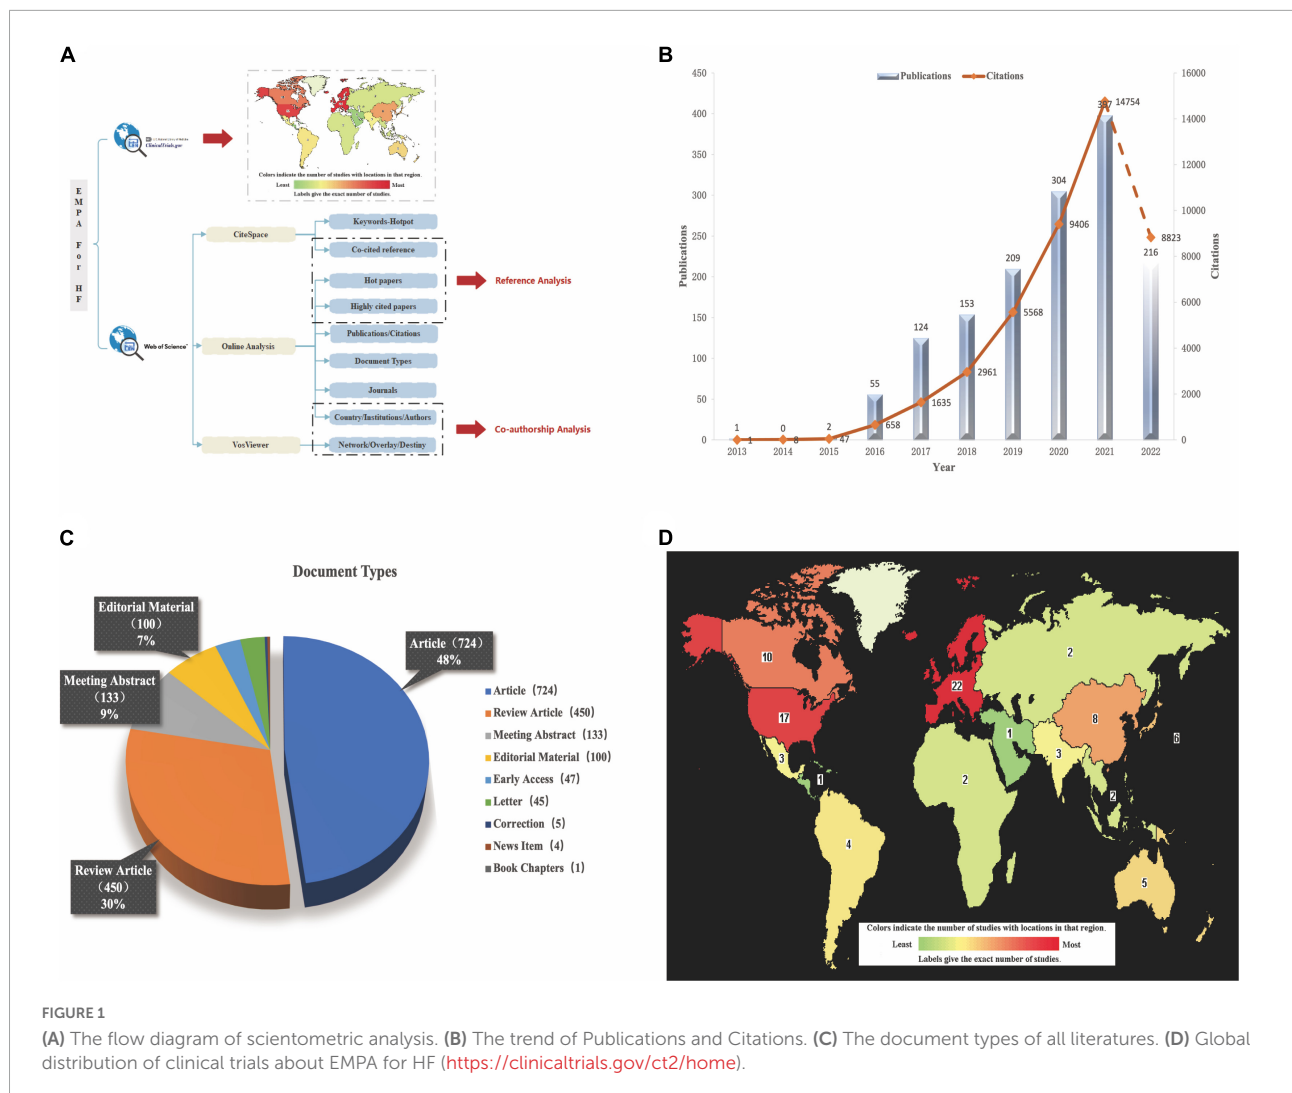 A
EMPA For HF
ClinicalTrials.gov
Colors indicate the number of studies with locations in that region.
Least
Most
Labels give the exact number of studies.
Web of Science™
CiteSpace
Online Analysis
VosViewer
Keywords-Hotpot
Co-cited reference
Hot papers
Highly cited papers
Publications/Citations
Document Types
Journals
Country/Institutions/Authors
Network/Overlay/Destiny
Reference Analysis
Co-authorship Analysis
B
Publications
Citations
450
400
350
300
250
200
150
100
50
0
Publications
16000
14000
12000
10000
8000
6000
4000
2000
0
Citations
1
0
2
55
124
153
209
304
397
216
1
8
47
658
1635
2961
5568
9406
14754
8823
2013
2014
2015
2016
2017
2018
2019
2020
2021
2022
Year
C
Document Types
Editorial Material
(100)
7%
Meeting Abstract
(133)
9%
Review Article
(450)
30%
Article (724)
48%
Article (724)
Review Article (450)
Meeting Abstract (133)
Editorial Material (100)
Early Access (47)
Letter (45)
Correction (5)
News Item (4)
Book Chapters (1)
D
10
17
3
1
4
22
2
1
2
3
8
6
2
5
Colors indicate the number of studies with locations in that region.
Least
Most
Labels give the exact number of studies.
FIGURE 1
(A) The flow diagram of scientometric analysis. (B) The trend of Publications and Citations. (C) The document types of all literatures. (D) Global
distribution of clinical trials about EMPA for HF (https://clinicaltrials.gov/ct2/home).